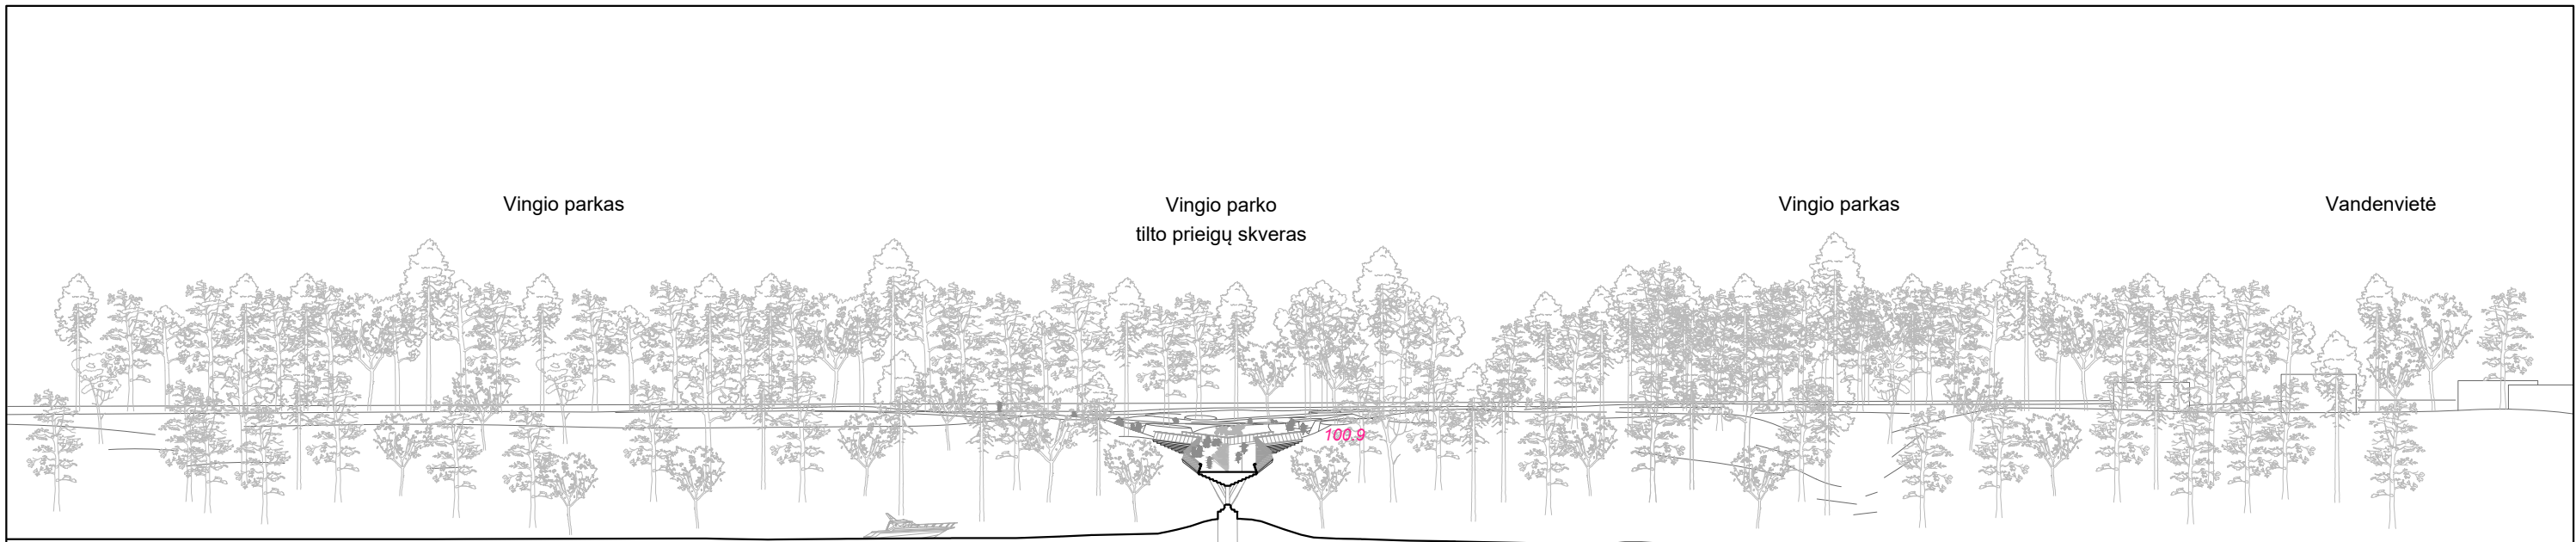 Vingio parkas
Vingio parko
tilto prieigų skveras
Vingio parkas
Vandenvietė
100.9